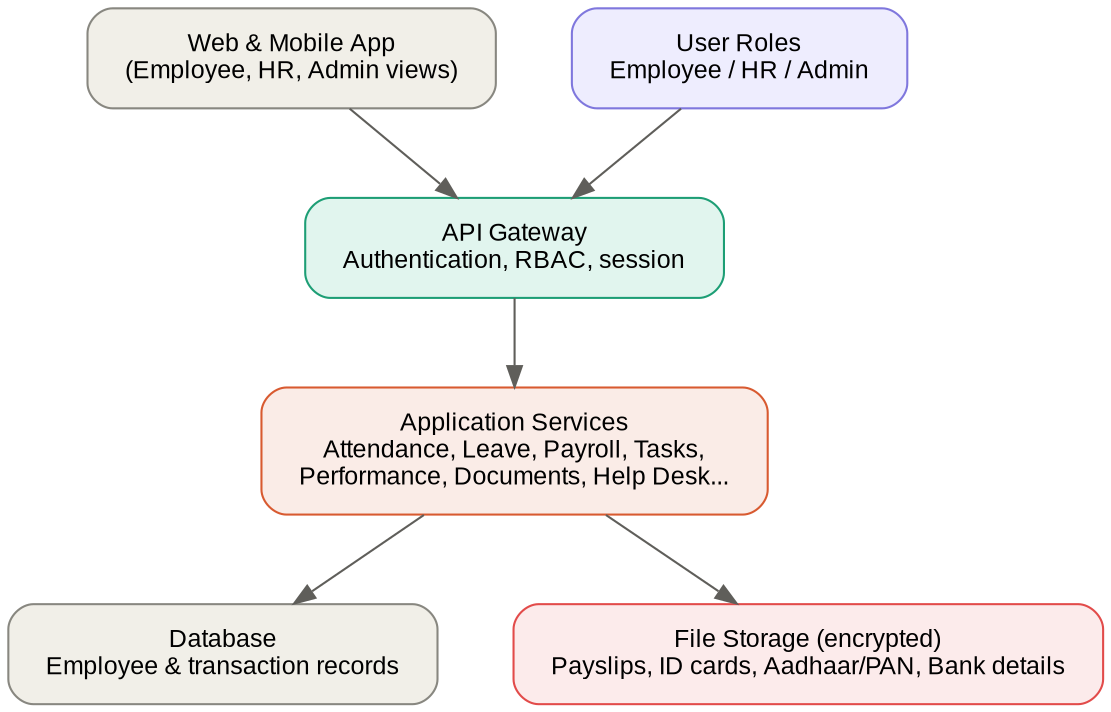 Web & Mobile App
(Employee, HR, Admin views)
User Roles
Employee / HR / Admin
API Gateway
Authentication, RBAC, session
Application Services
Attendance, Leave, Payroll, Tasks,
Performance, Documents, Help Desk...
Database
Employee & transaction records
File Storage (encrypted)
Payslips, ID cards, Aadhaar/PAN, Bank details